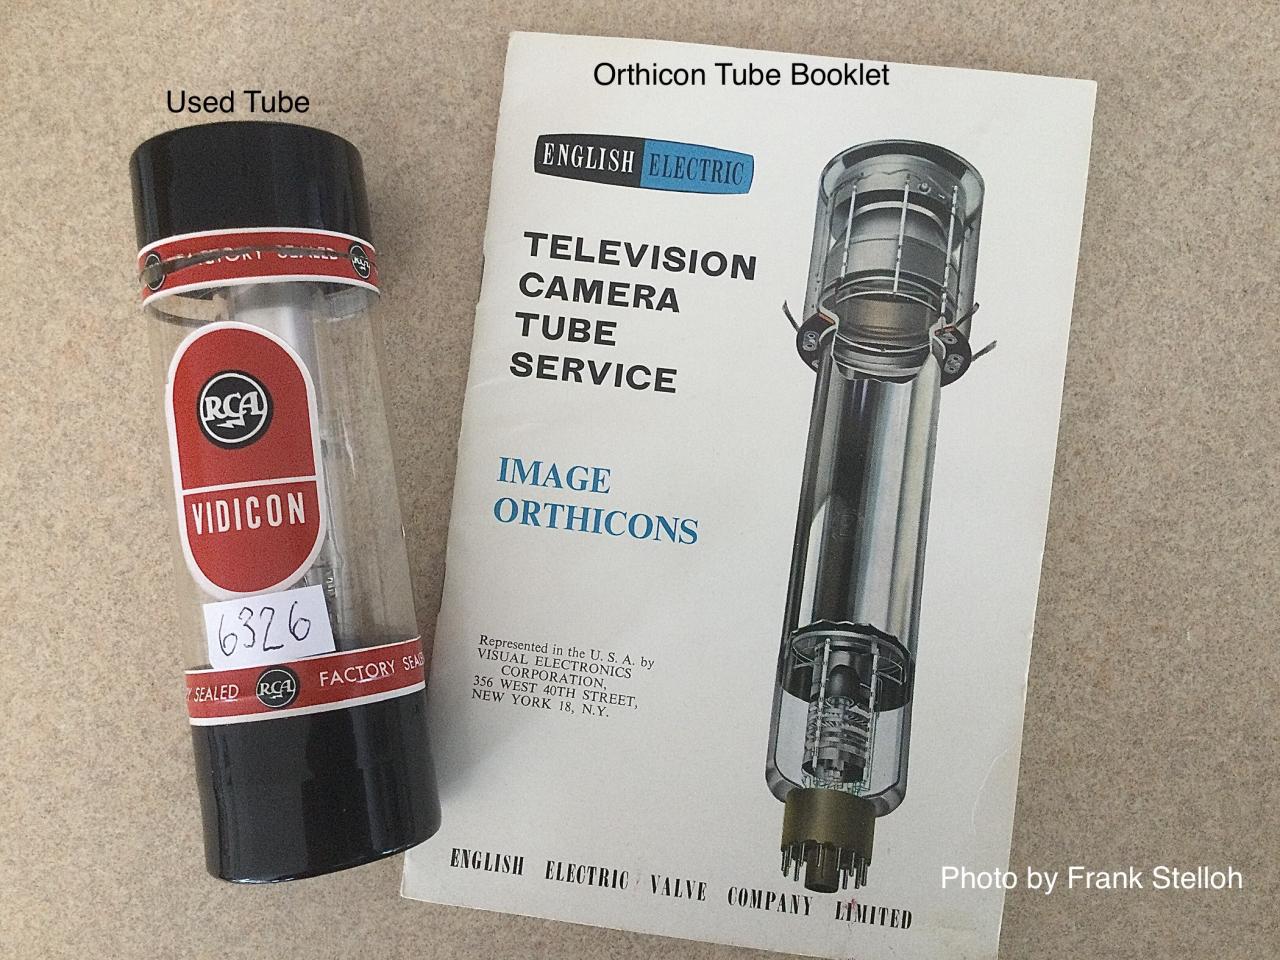 Used Tube
FACTORY SEALED
RCA
VIDICON
6326
SEALED RCA FACTORY
Orthicon Tube Booklet
ENGLISH ELECTRIC
TELEVISION
CAMERA
TUBE
SERVICE
IMAGE
ORTHICONS
Represented in the U. S. A. by
VISUAL ELECTRONICS
CORPORATION,
356 WEST 40TH STREET,
NEW YORK 18, N.Y.
ENGLISH ELECTRIC VALVE COMPANY LIMITED
Photo by Frank Stelloh